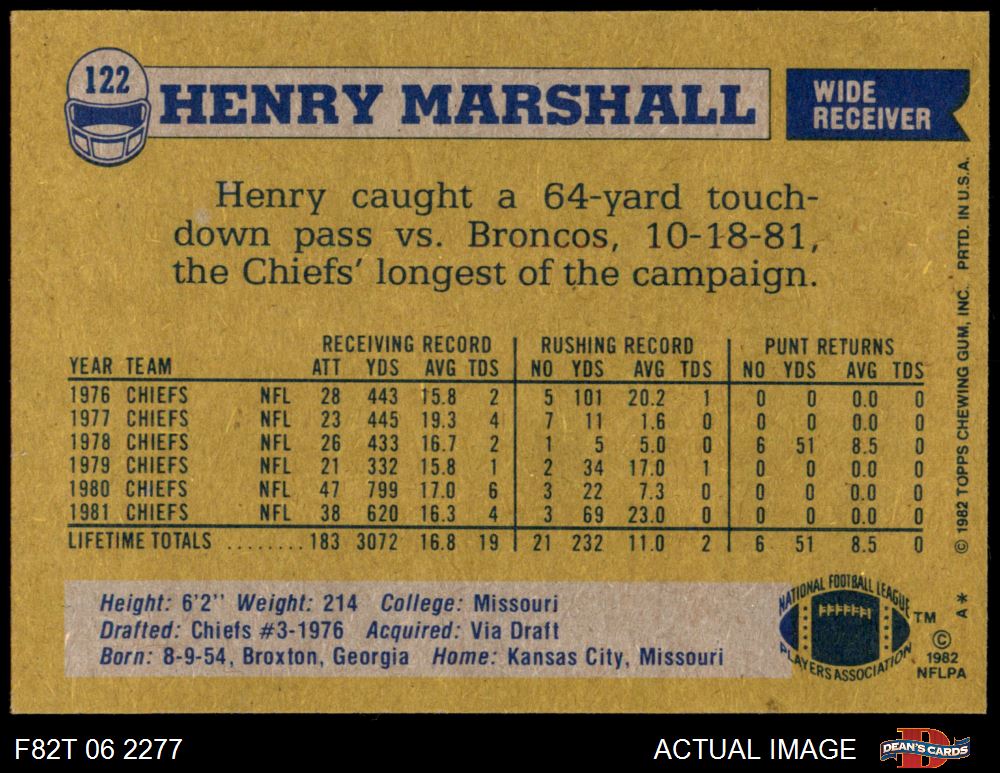 122
HENRY MARSHALL
WIDE
RECEIVER
Henry caught a 64-yard touch-
down pass vs. Broncos, 10-18-81,
the Chiefs' longest of the campaign.
RECEIVING RECORD RUSHING RECORD PUNT RETURNS
YEAR TEAM ATT YDS AVG TDS NO YDS AVG TDS NO YDS AVG TDS
1976 CHIEFS NFL 28 443 15.8 2 5 101 20.2 1 0 0 0.0 0
1977 CHIEFS NFL 23 445 19.3 4 7 11 1.6 0 0 0 0.0 0
1978 CHIEFS NFL 26 433 16.7 2 1 5 5.0 0 6 51 8.5 0
1979 CHIEFS NFL 21 332 15.8 1 2 34 17.0 1 0 0 0.0 0
1980 CHIEFS NFL 47 799 17.0 6 3 22 7.3 0 0 0 0.0 0
1981 CHIEFS NFL 38 620 16.3 4 3 69 23.0 0 0 0 0.0 0
LIFETIME TOTALS ........183 3072 16.8 19 21 232 11.0 2 6 51 8.5 0
Height: 6'2" Weight: 214 College: Missouri
Drafted: Chiefs #3-1976 Acquired: Via Draft
Born: 8-9-54, Broxton, Georgia Home: Kansas City, Missouri
NATIONAL FOOTBALL LEAGUE
PLAYERS ASSOCIATION
TM
©
1982
NFLPA
© 1982 TOPPS CHEWING GUM, INC. PRTD. IN U.S.A.
A*
F82T 06 2277
ACTUAL IMAGE
DEAN'S CARDS